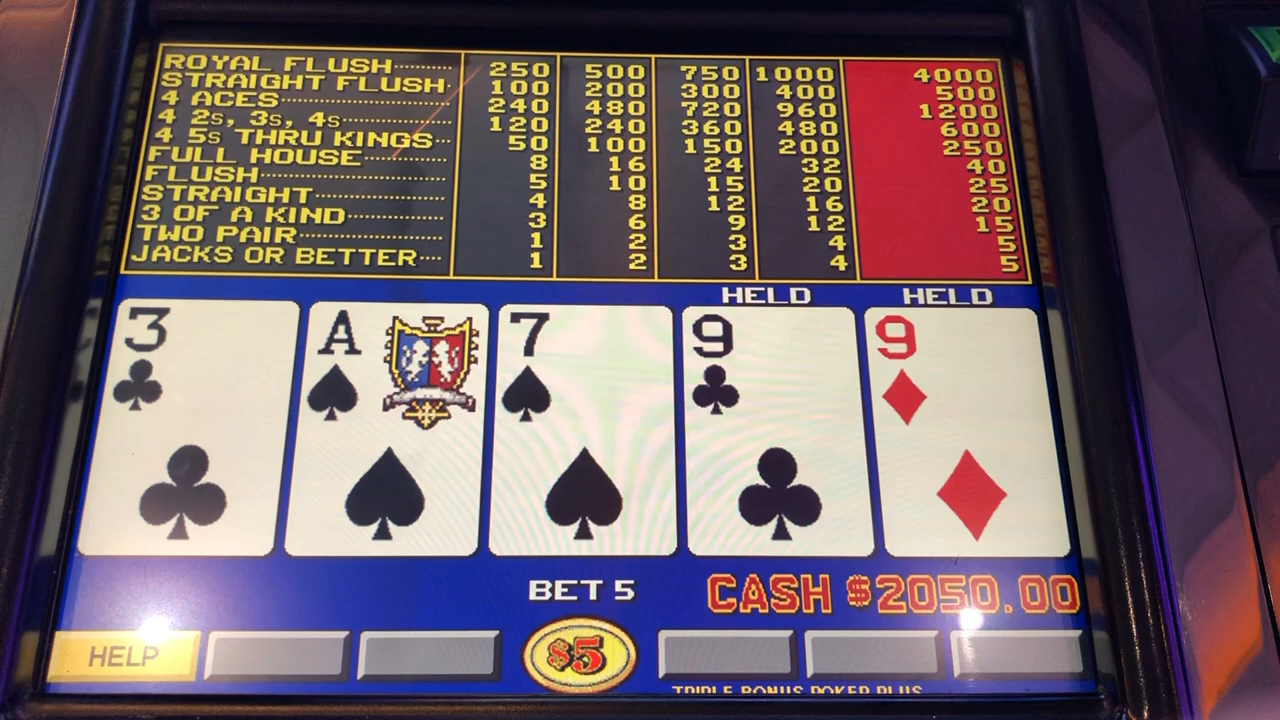 ROYAL FLUSH 250 500 750 1000 4000
STRAIGHT FLUSH 100 200 300 400 500
4 ACES 240 480 720 960 1200
4 2S, 3S, 4S 120 240 360 480 600
4 5S THRU KINGS 50 100 150 200 250
FULL HOUSE 8 16 24 32 40
FLUSH 5 10 15 20 25
STRAIGHT 4 8 12 16 20
3 OF A KIND 3 6 9 12 15
TWO PAIR 1 2 3 4 5
JACKS OR BETTER 1 2 3 4 5
HELD HELD
3 A 7 9 9
BET 5 CASH $2050.00
HELP $5
TRIPLE BONUS POKER PLUS